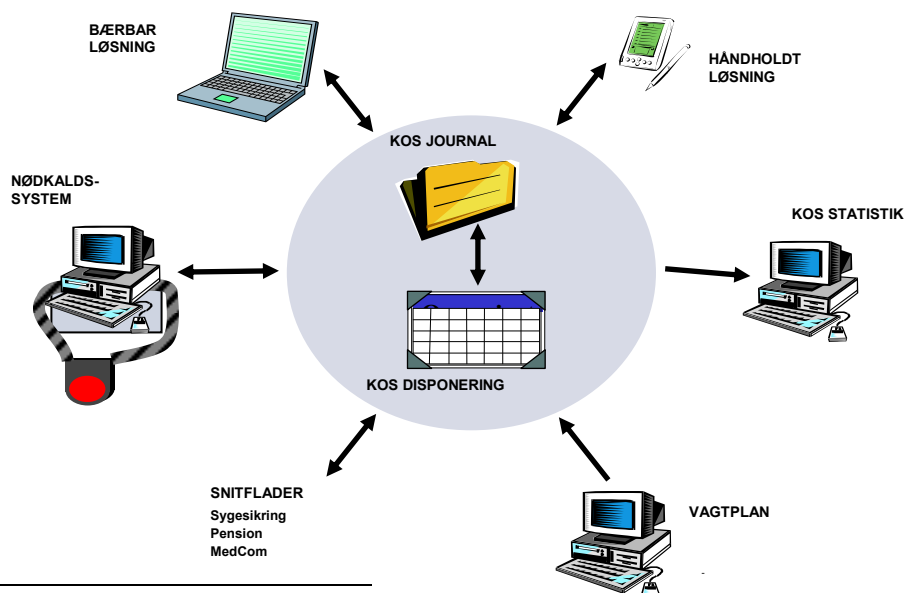 BÆRBAR
LØSNING
HÅNDHOLDT
LØSNING
KOS JOURNAL
NØDKALDS-
SYSTEM
KOS STATISTIK
KOS DISPONERING
SNITFLADER
Sygesikring
Pension
MedCom
VAGTPLAN